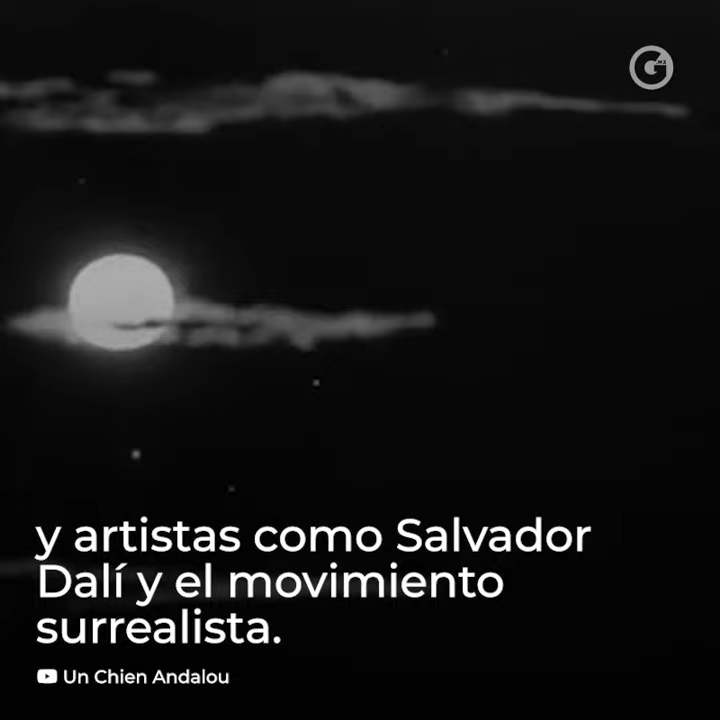 y artistas como Salvador
Dalí y el movimiento
surrealista.
Un Chien Andalou